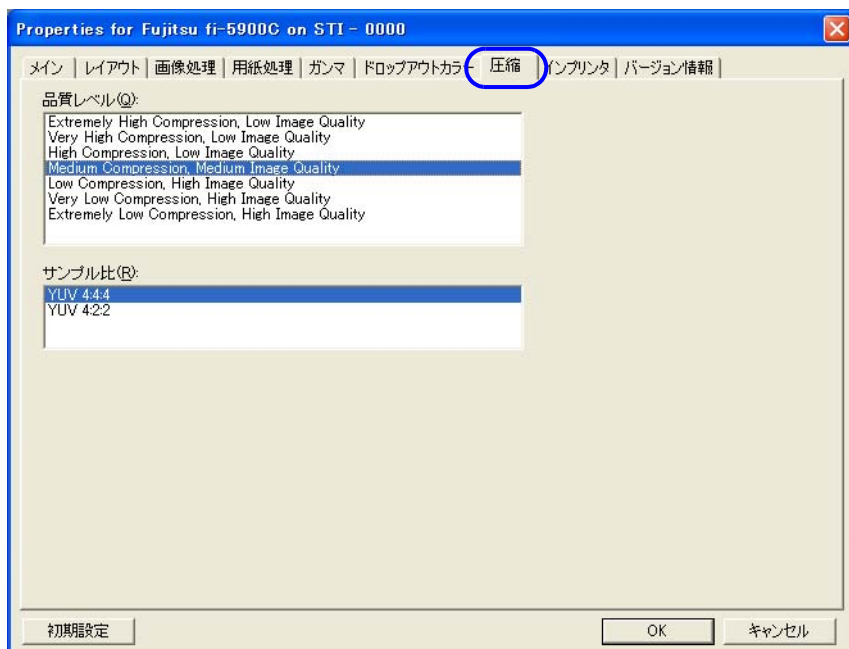 Properties for Fujitsu fi-5900C on STI - 0000
メイン レイアウト 画像処理 用紙処理 ガンマ ドロップアウトカラー 圧縮 インプリンタ バージョン情報
品質レベル(Q):
Extremely High Compression, Low Image Quality
Very High Compression, Low Image Quality
High Compression, Low Image Quality
Medium Compression, Medium Image Quality
Low Compression, High Image Quality
Very Low Compression, High Image Quality
Extremely Low Compression, High Image Quality
サンプル比(R):
YUV 4:4:4
YUV 4:2:2
初期設定 OK キャンセル